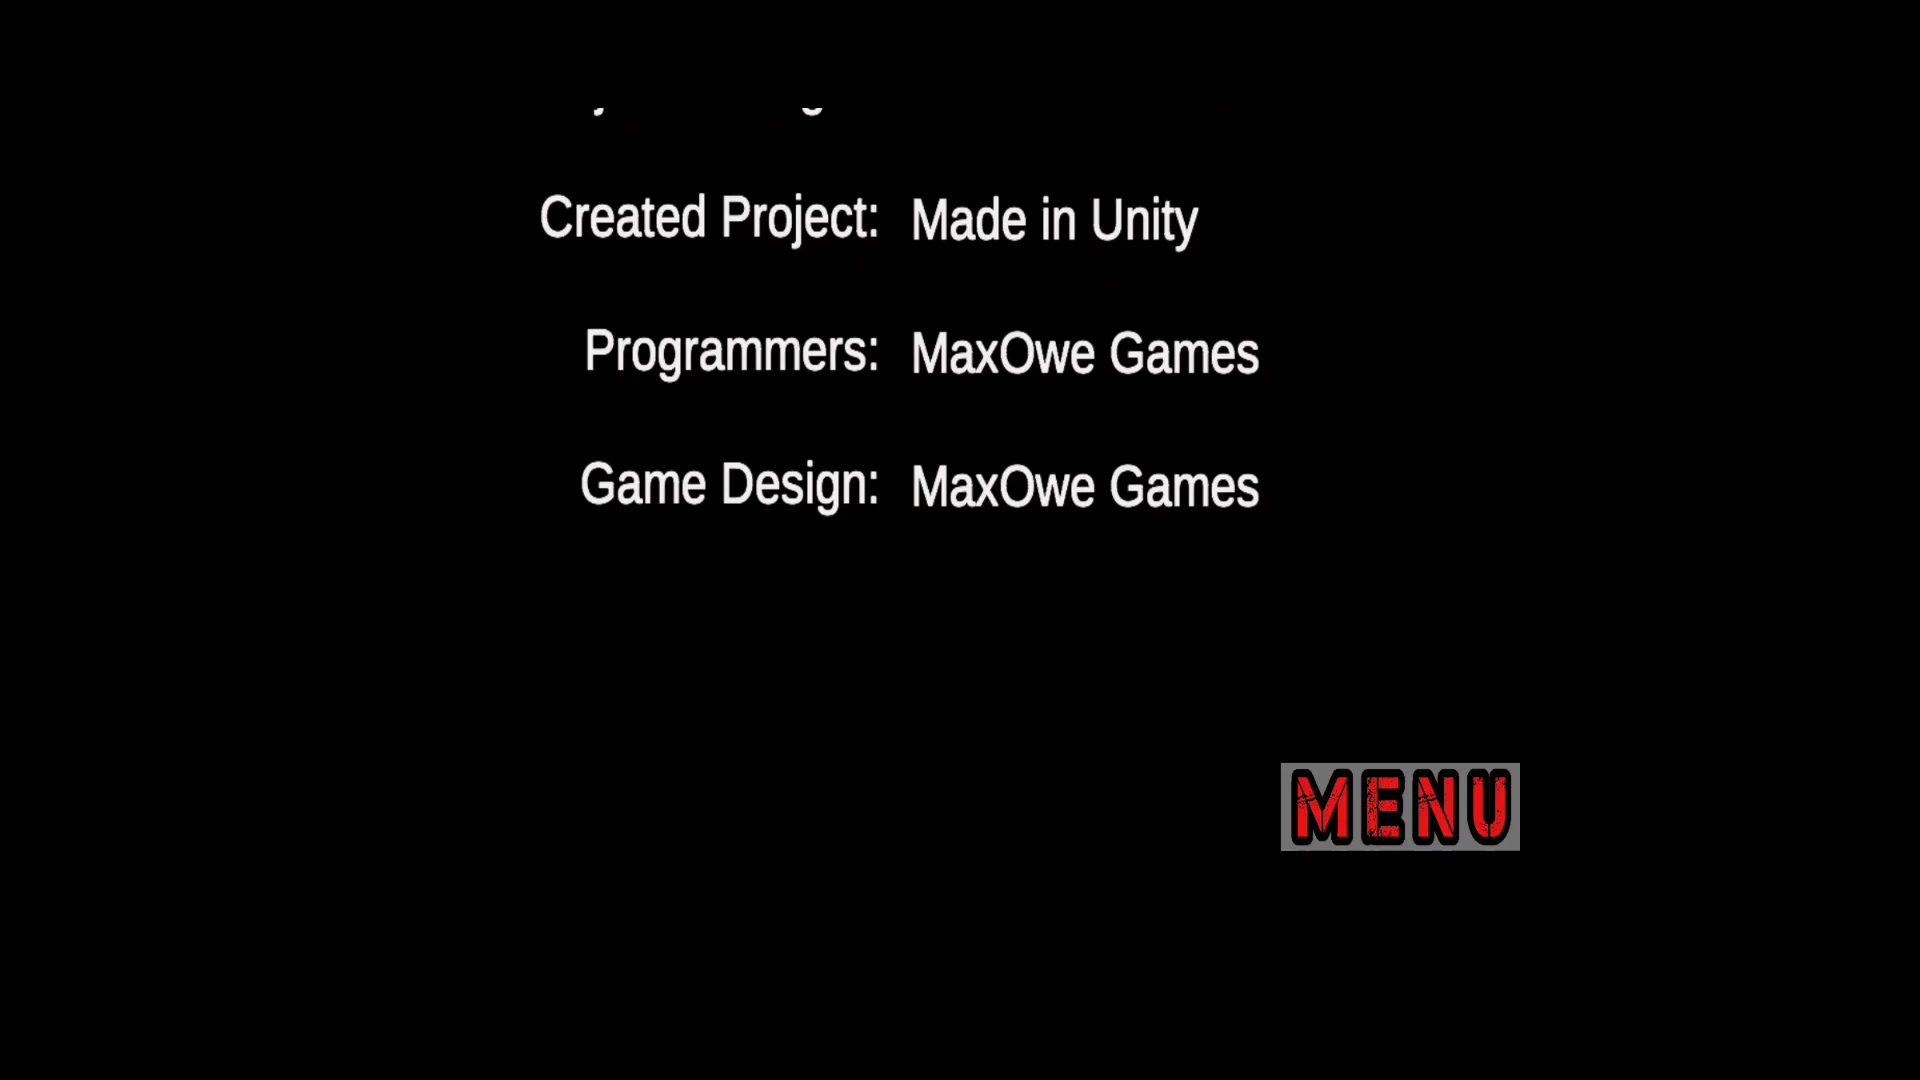 Created Project: Made in Unity
Programmers: MaxOwe Games
Game Design: MaxOwe Games
MENU